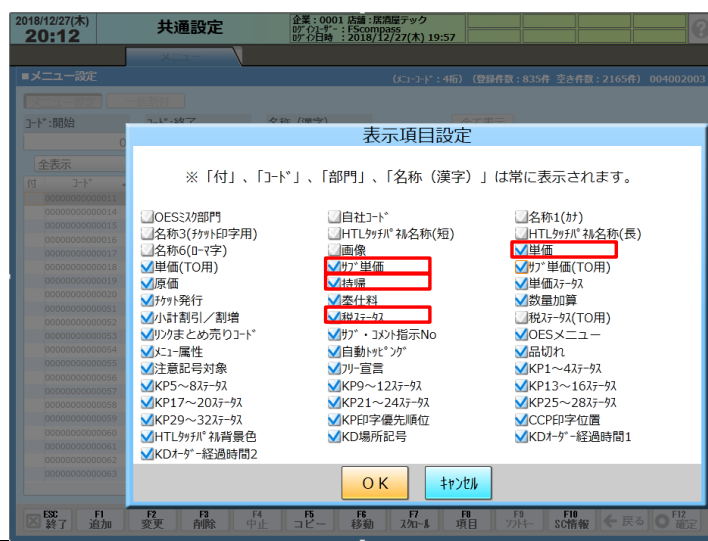 2018/12/27(木)
20:12
共通設定
企業：0001 店舗：居酒屋テック
ﾛｸﾞｲﾝﾕｰｻﾞｰ：FScompass
ﾛｸﾞｲﾝ日時 ：2018/12/27(木) 19:57
メニュー
■メニュー設定
(ﾒﾆｭｰｺｰﾄﾞ：4桁) (登録件数：835件 空き件数：2165件) 004002003
ｺｰﾄﾞ:開始
ｺｰﾄﾞ:終了
名称 (漢字)
全て表示
0
全表示
付 ｺｰﾄﾞ
表示項目設定
※「付」、「ｺｰﾄﾞ」、「部門」、「名称（漢字）」は常に表示されます。
OESﾐｽｸ部門 自社ｺｰﾄﾞ 名称1(ｶﾅ)
名称3(ﾁｹｯﾄ印字用) HTLﾀｯﾁﾊﾟﾈﾙ名称(短) HTLﾀｯﾁﾊﾟﾈﾙ名称(長)
名称6(ﾛｰﾏ字) 画像 単価
単価(TO用) ｻﾌﾞ単価 ｻﾌﾞ単価(TO用)
原価 持帰 単価ｽﾃｰﾀｽ
ﾁｹｯﾄ発行 奉仕料 数量加算
小計割引／割増 税ｽﾃｰﾀｽ 税ｽﾃｰﾀｽ(TO用)
ﾘﾝｸまとめ売りｺｰﾄﾞ ｻﾌﾞ・ｺﾒﾝﾄ指示No OESメニュー
ﾒﾆｭｰ属性 自動ﾄｯﾋﾟﾝｸﾞ 品切れ
注意記号対象 ﾌﾘｰ宣言 KP1～4ｽﾃｰﾀｽ
KP5～8ｽﾃｰﾀｽ KP9～12ｽﾃｰﾀｽ KP13～16ｽﾃｰﾀｽ
KP17～20ｽﾃｰﾀｽ KP21～24ｽﾃｰﾀｽ KP25～28ｽﾃｰﾀｽ
KP29～32ｽﾃｰﾀｽ KP印字優先順位 CCP印字位置
HTLﾀｯﾁﾊﾟﾈﾙ背景色 KD場所記号 KDｵｰﾀﾞｰ経過時間1
KDｵｰﾀﾞｰ経過時間2
OK ｷｬﾝｾﾙ
00000000000011
00000000000014
00000000000015
00000000000016
00000000000017
00000000000018
00000000000019
00000000000020
00000000000051
00000000000052
00000000000053
00000000000054
00000000000055
00000000000056
00000000000057
00000000000058
00000000000059
00000000000060
00000000000061
00000000000062
00000000000063
ESC 終了 F1 追加 F2 変更 F3 削除 F4 中止 F5 コピー F6 移動 F7 ｽｸﾛｰﾙ F8 項目 F9 ﾌﾘﾄｷｰ F10 SC情報 戻る F12 確定